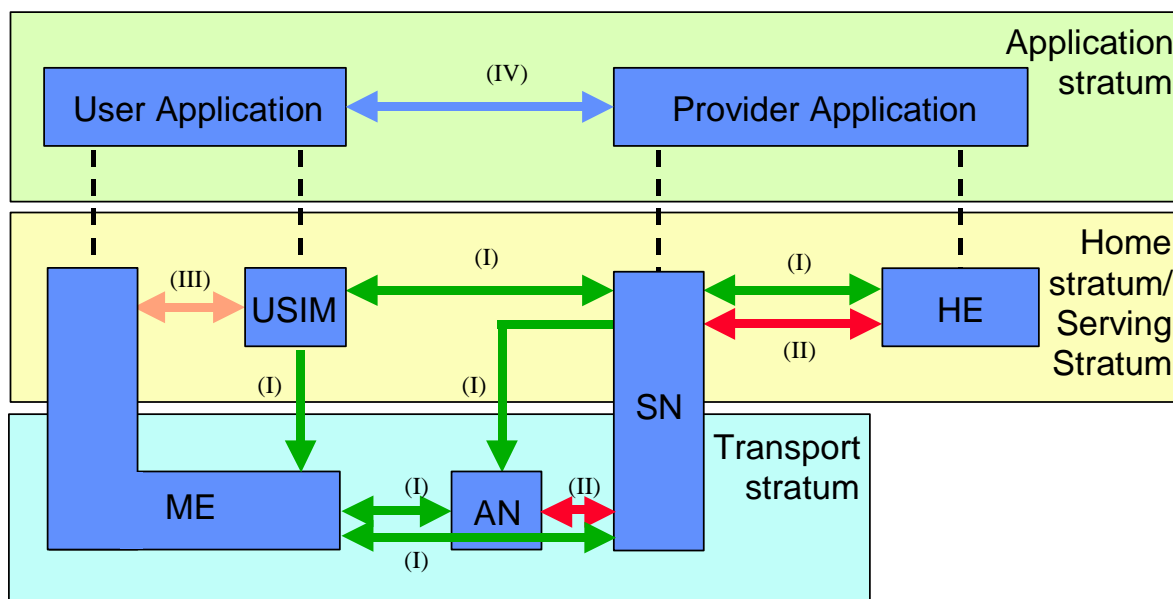 Application
stratum
(IV)
User Application
Provider Application
Home
stratum/
Serving
Stratum
(III)
USIM
(I)
(I)
HE
(II)
(I)
(I)
SN
Transport
stratum
ME
(I)
AN
(II)
(I)